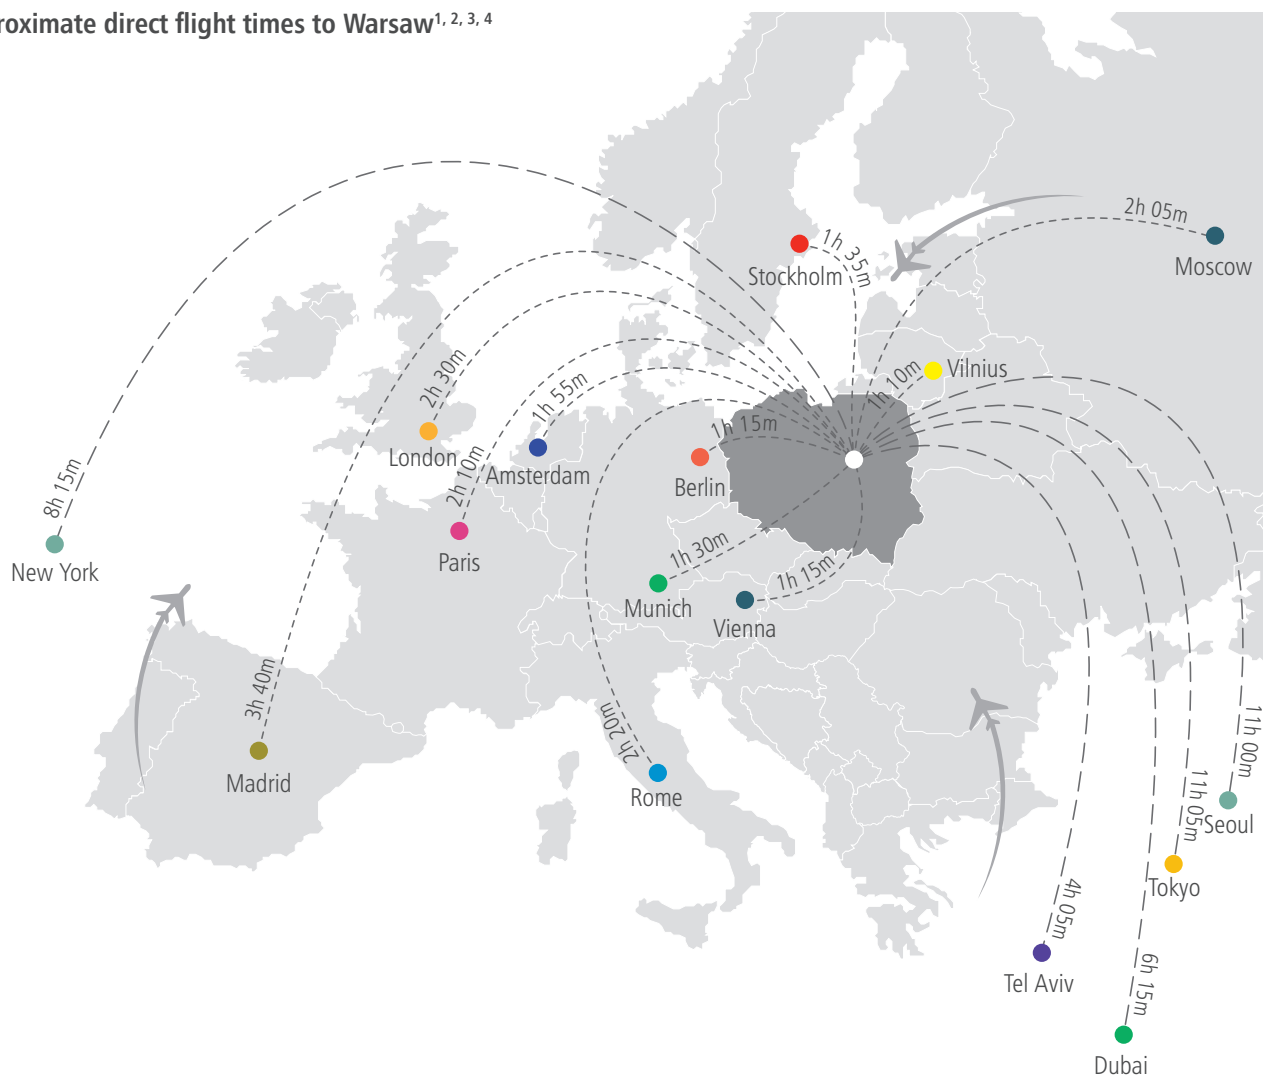 roximate direct flight times to Warsaw1, 2, 3, 4
2h 05m
Moscow
1h 35m
Stockholm
1h 10m
Vilnius
2h 30m
London
1h 55m
Amsterdam
1h 15m
Berlin
2h 10m
Paris
8h 15m
New York
1h 30m
Munich
1h 15m
Vienna
3h 40m
Madrid
2h 20m
Rome
11h 00m
Seoul
11h 05m
Tokyo
4h 05m
Tel Aviv
6h 15m
Dubai